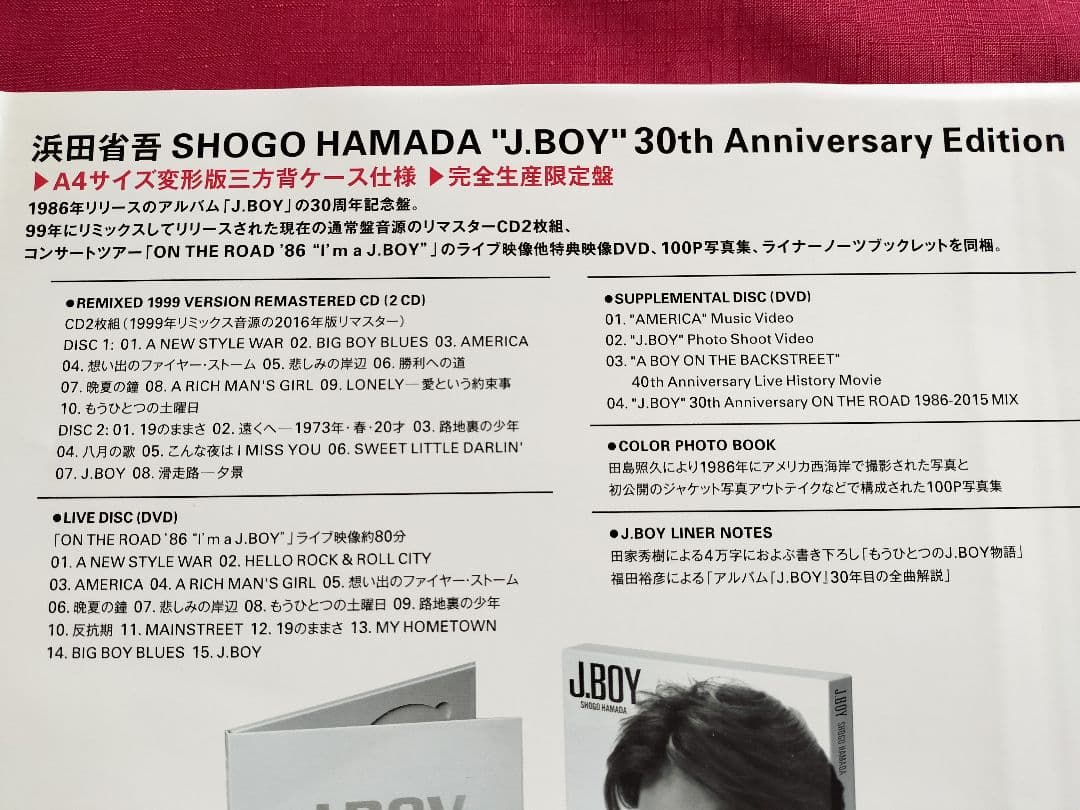 浜田省吾 SHOGO HAMADA "J.BOY" 30th Anniversary Edition
▶A4サイズ変形版三方背ケース仕様 ▶完全生産限定盤
1986年リリースのアルバム「J.BOY」の30周年記念盤。
99年にリミックスしてリリースされた現在の通常盤音源のリマスターCD2枚組、
コンサートツアー「ON THE ROAD '86 “I'm a J.BOY”」のライブ映像他特典映像DVD、100P写真集、ライナーノーツブックレットを同梱。
●REMIXED 1999 VERSION REMASTERED CD (2 CD)
CD2枚組(1999年リミックス音源の2016年版リマスター)
DISC 1: 01. A NEW STYLE WAR 02. BIG BOY BLUES 03. AMERICA
04. 想い出のファイヤー・ストーム 05. 悲しみの岸辺 06. 勝利への道
07. 晩夏の鐘 08. A RICH MAN'S GIRL 09. LONELY—愛という約束事
10. もうひとつの土曜日
DISC 2: 01. 19のままさ 02. 遠くへ—1973年・春・20才 03. 路地裏の少年
04. 八月の歌 05. こんな夜は I MISS YOU 06. SWEET LITTLE DARLIN'
07. J.BOY 08. 滑走路—夕景
●LIVE DISC (DVD)
「ON THE ROAD '86 “I'm a J.BOY”」ライブ映像約80分
01. A NEW STYLE WAR 02. HELLO ROCK & ROLL CITY
03. AMERICA 04. A RICH MAN'S GIRL 05. 想い出のファイヤー・ストーム
06. 晩夏の鐘 07. 悲しみの岸辺 08. もうひとつの土曜日 09. 路地裏の少年
10. 反抗期 11. MAINSTREET 12. 19のままさ 13. MY HOMETOWN
14. BIG BOY BLUES 15. J.BOY
●SUPPLEMENTAL DISC (DVD)
01. "AMERICA" Music Video
02. "J.BOY" Photo Shoot Video
03. "A BOY ON THE BACKSTREET"
40th Anniversary Live History Movie
04. "J.BOY" 30th Anniversary ON THE ROAD 1986-2015 MIX
●COLOR PHOTO BOOK
田島照久により1986年にアメリカ西海岸で撮影された写真と
初公開のジャケット写真アウトテイクなどで構成された100P写真集
●J.BOY LINER NOTES
田家秀樹による4万字におよぶ書き下ろし「もうひとつのJ.BOY物語」
福田裕彦による「アルバム『J.BOY』30年目の全曲解説」
J.BOY
SHOGO HAMADA
J.BOY SHOGO HAMADA
J.BOY